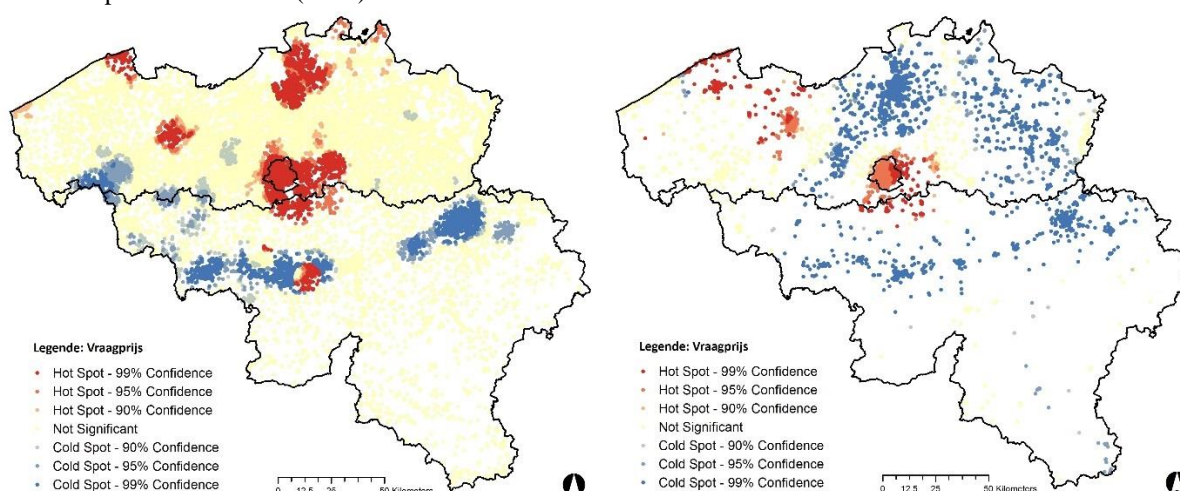 Legende: Vraagprijs
Hot Spot - 99% Confidence
Hot Spot - 95% Confidence
Hot Spot - 90% Confidence
Not Significant
Cold Spot - 90% Confidence
Cold Spot - 95% Confidence
Cold Spot - 99% Confidence
0 12,5 25 50 Kilometers
Legende: Vraagprijs
Hot Spot - 99% Confidence
Hot Spot - 95% Confidence
Hot Spot - 90% Confidence
Not Significant
Cold Spot - 90% Confidence
Cold Spot - 95% Confidence
Cold Spot - 99% Confidence
0 12,5 25 50 Kilometers